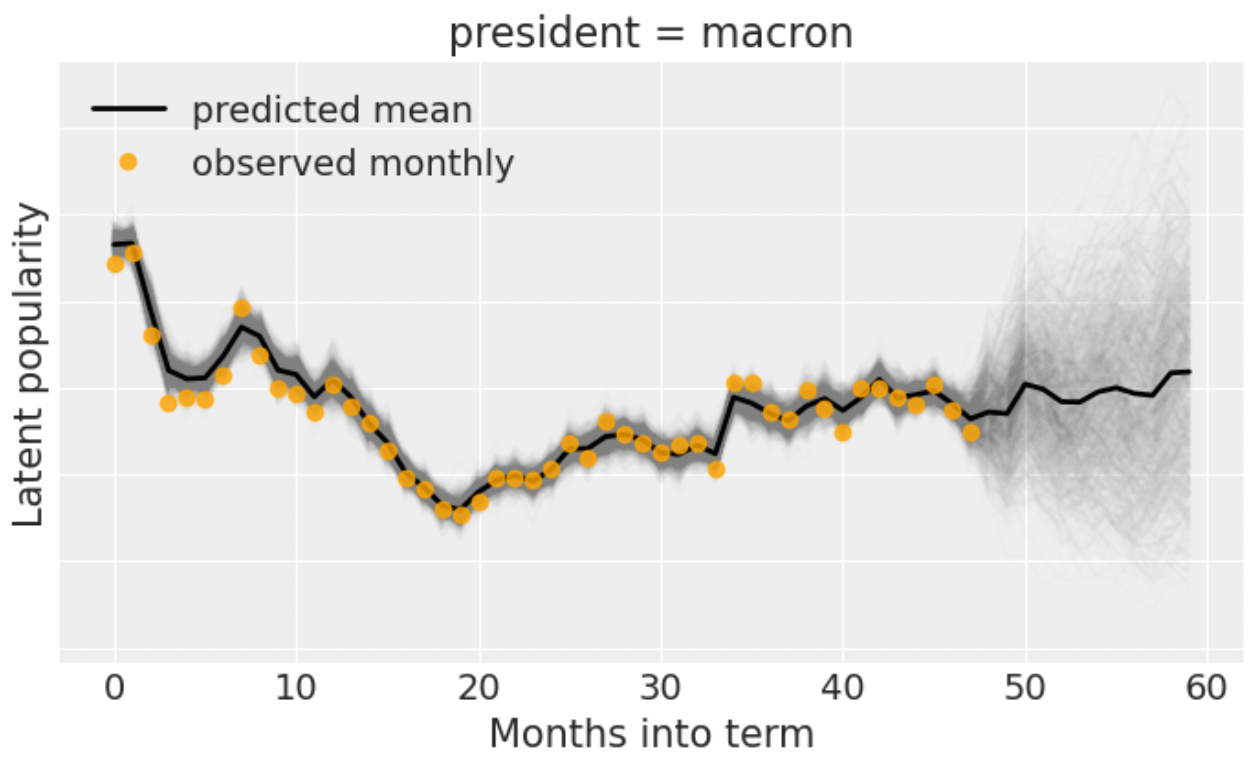 president = macron
predicted mean
observed monthly
Latent popularity
0 10 20 30 40 50 60
Months into term